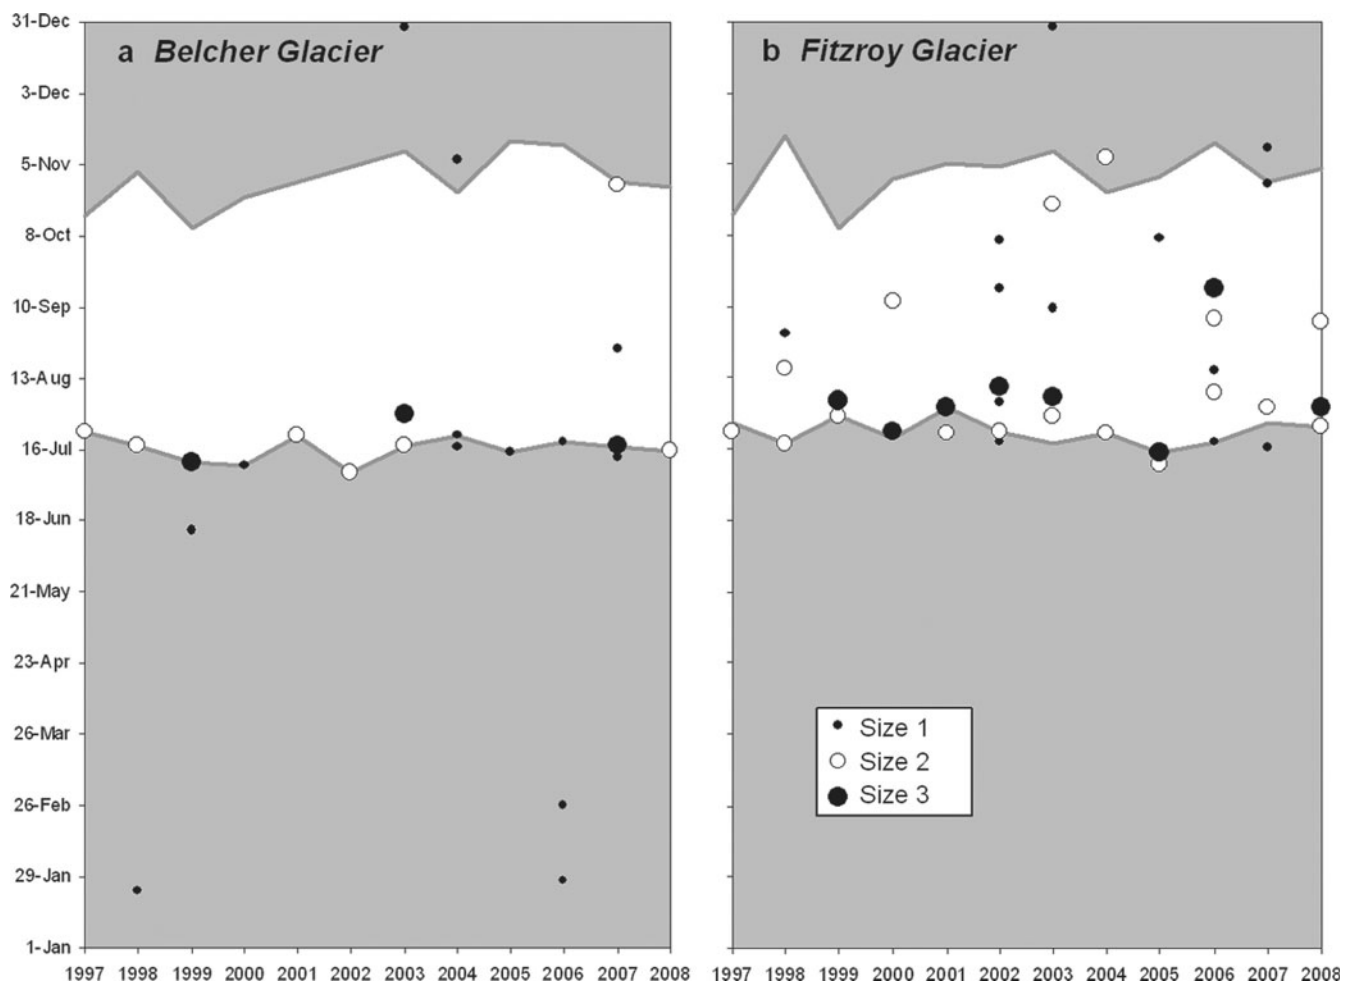 a Belcher Glacier
b Fitzroy Glacier
31-Dec
3-Dec
5-Nov
8-Oct
10-Sep
13-Aug
16-Jul
18-Jun
21-May
23-Apr
26-Mar
26-Feb
29-Jan
1-Jan
Size 1
Size 2
Size 3
1997 1998 1999 2000 2001 2002 2003 2004 2005 2006 2007 2008
1997 1998 1999 2000 2001 2002 2003 2004 2005 2006 2007 2008